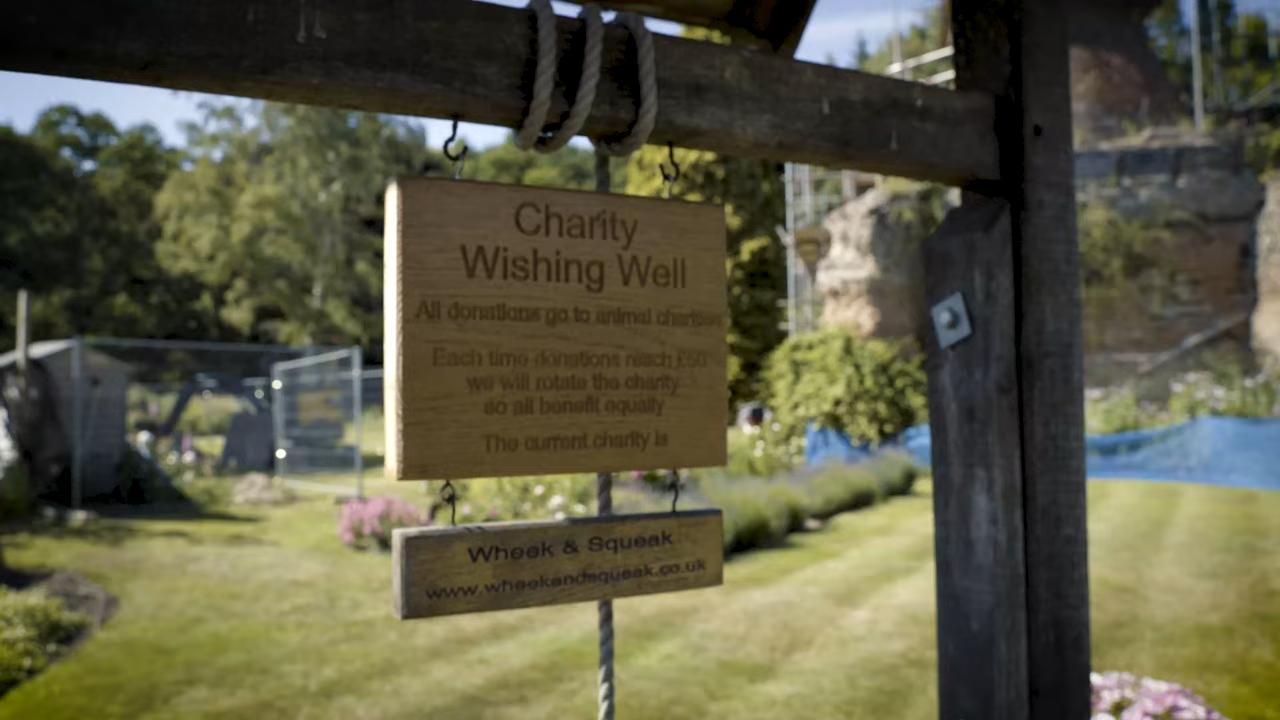 Charity
Wishing Well
All donations go to animal charities
Each time donations reach £50
we will rotate the charity
so all benefit equally
The current charity is
Wheek & Squeak
www.wheekandsqueak.co.uk